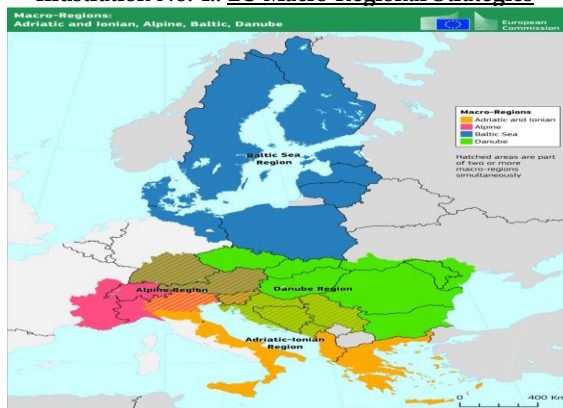 Illustration No. 1.: EU Macro-Regional Strategies
Macro-Regions:
Adriatic and Ionian, Alpine, Baltic, Danube
European
Commission
Macro-Regions
Adriatic and Ionian
Alpine
Baltic Sea
Danube
Hatched areas are part
of two or more
macro-regions
simultaneously
Baltic Sea
Region
Alpine Region
Danube Region
Adriatic-Ionian
Region
0 400 Km